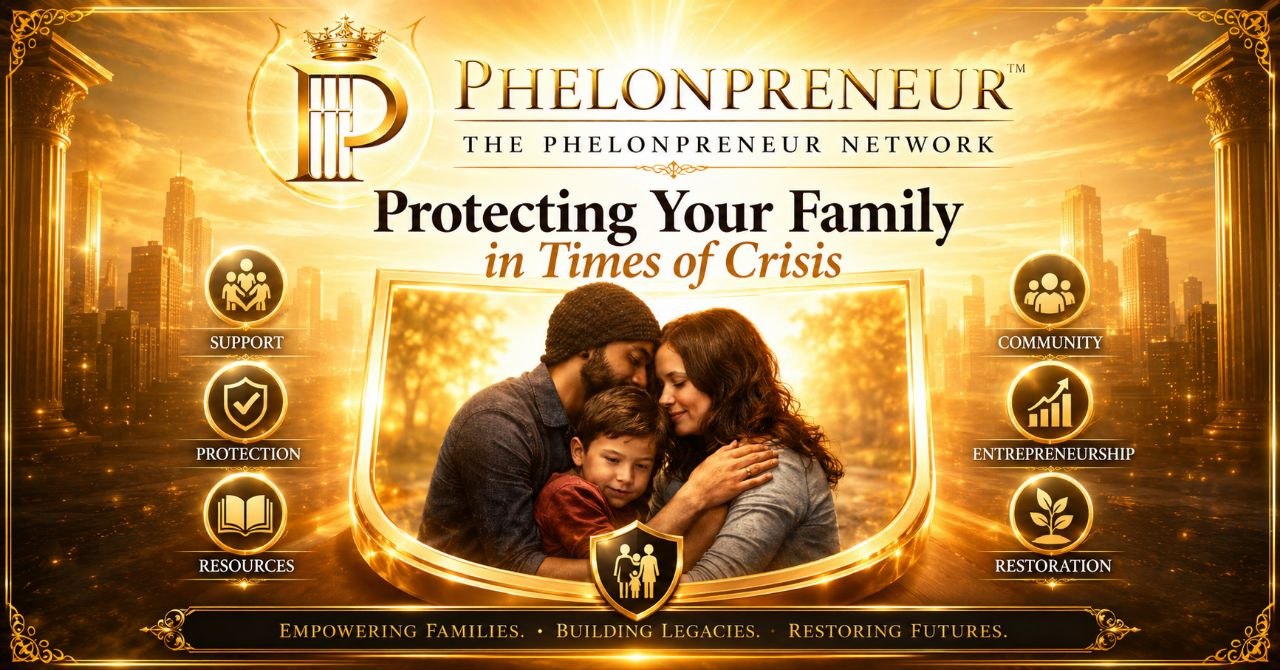 P
PHELONPRENEUR™
THE PHELONPRENEUR NETWORK
Protecting Your Family
in Times of Crisis
SUPPORT
PROTECTION
RESOURCES
COMMUNITY
ENTREPRENEURSHIP
RESTORATION
EMPOWERING FAMILIES. • BUILDING LEGACIES. • RESTORING FUTURES.